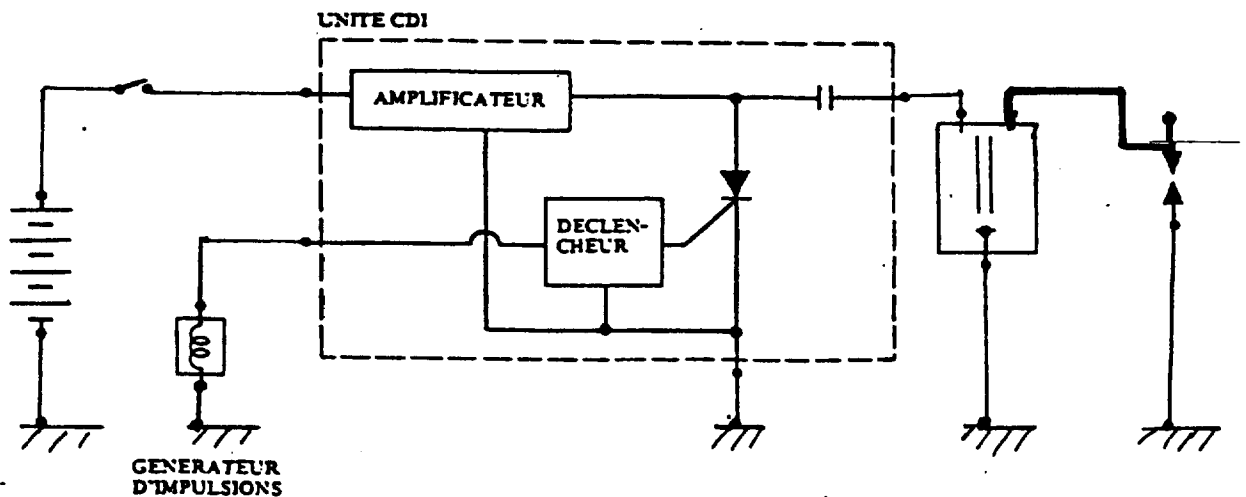 UNITE CDI
AMPLIFICATEUR
DECLEN-
CHEUR
GENERATEUR
D'IMPULSIONS